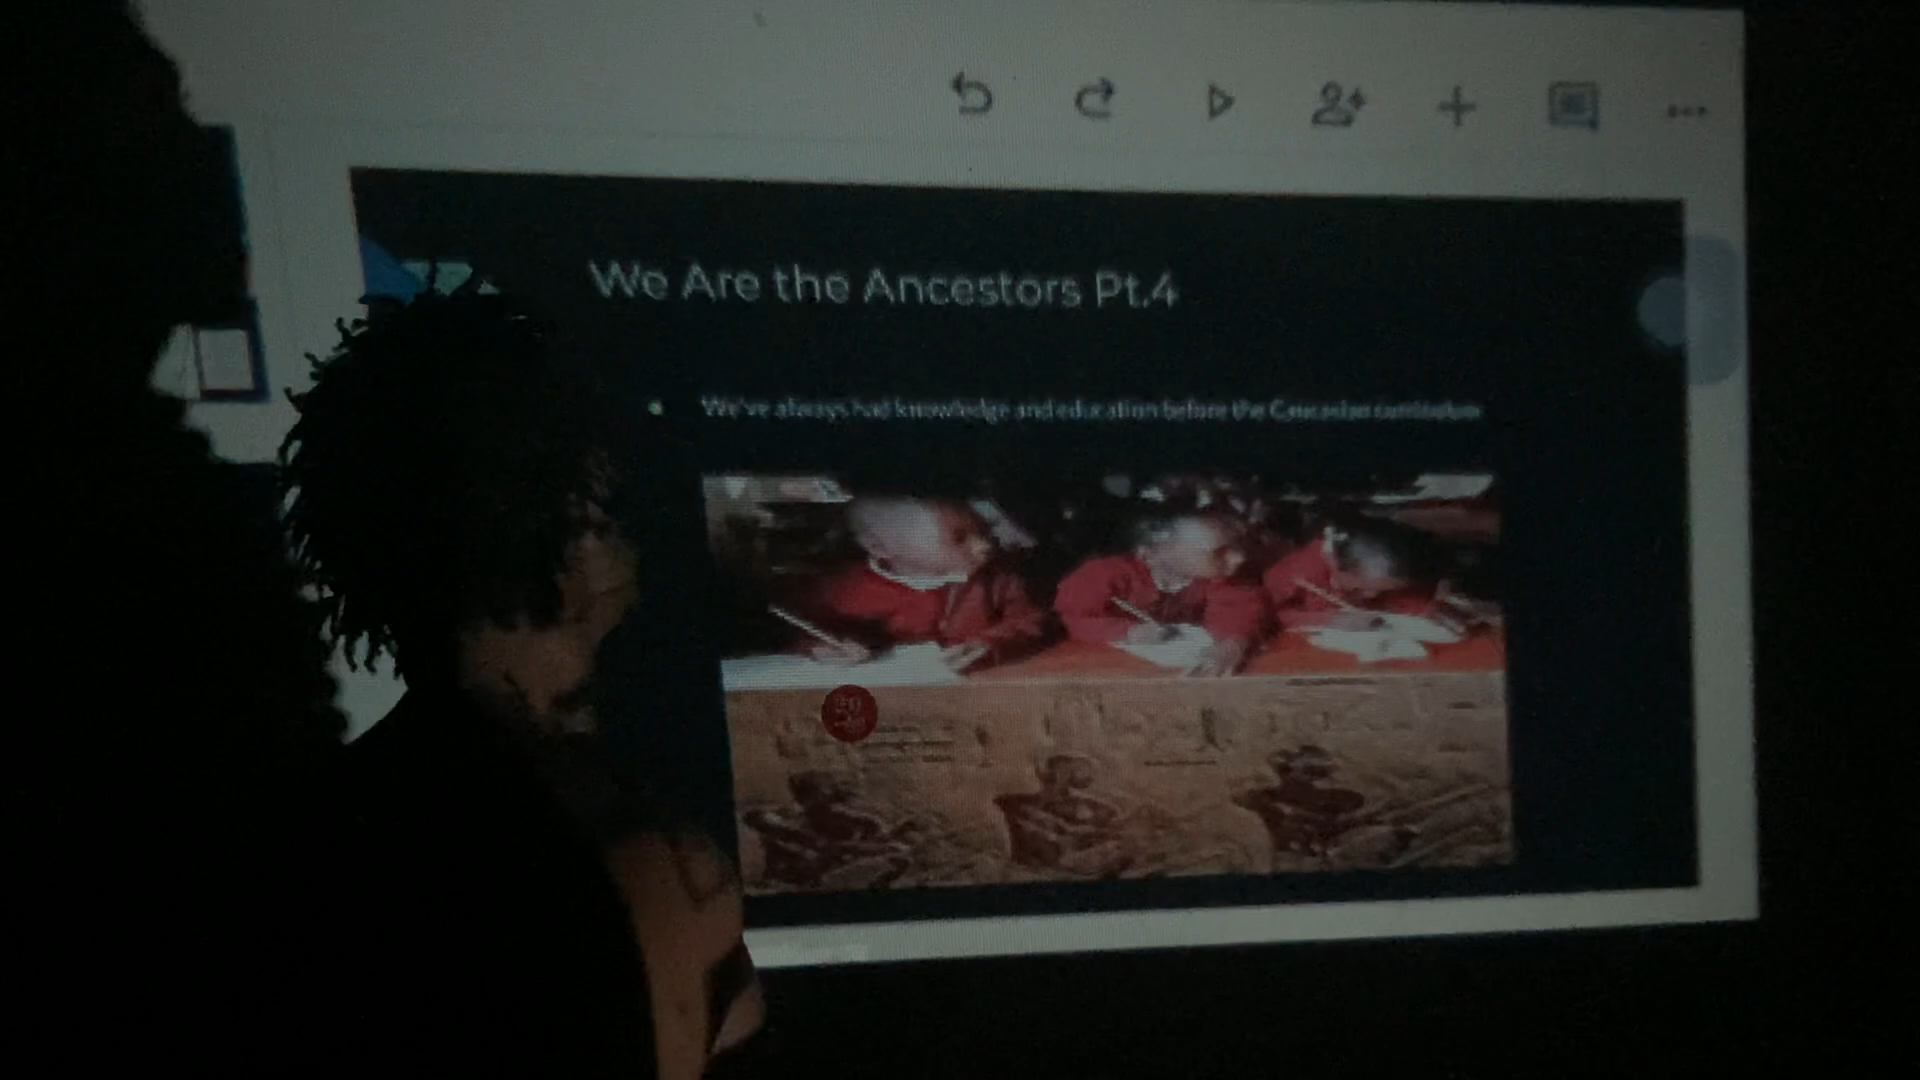 We Are the Ancestors Pt.4
We've always had knowledge and education before the Caucasian curriculum